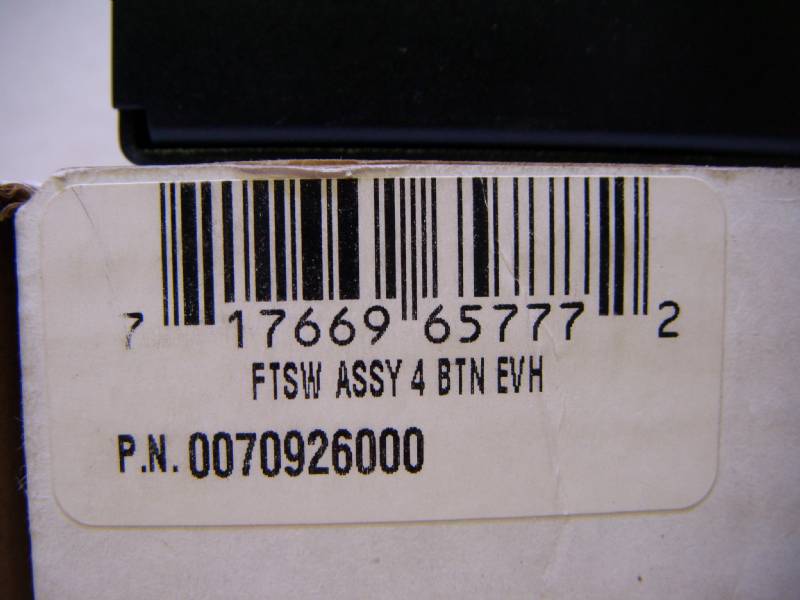 7 17669 65777 2
FTSW ASSY 4 BTN EVH
P.N. 0070926000